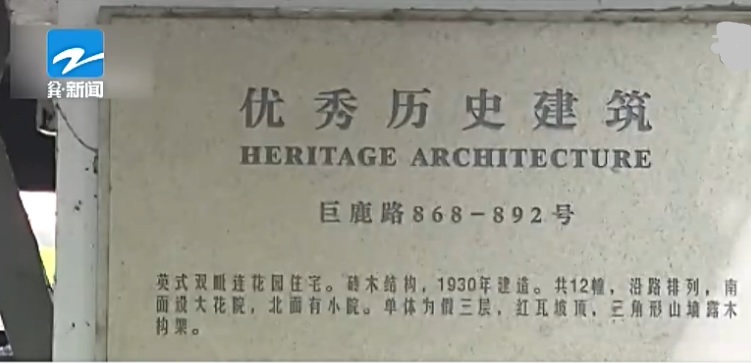 新闻
优秀历史建筑
HERITAGE ARCHITECTURE
巨鹿路868-892号
英式双毗连花园住宅。砖木结构，1930年建造。共12幢，沿路排列，南
面设大花院，北面有小院。单体为假三层，红瓦坡顶，三角形山墙露木
构架。